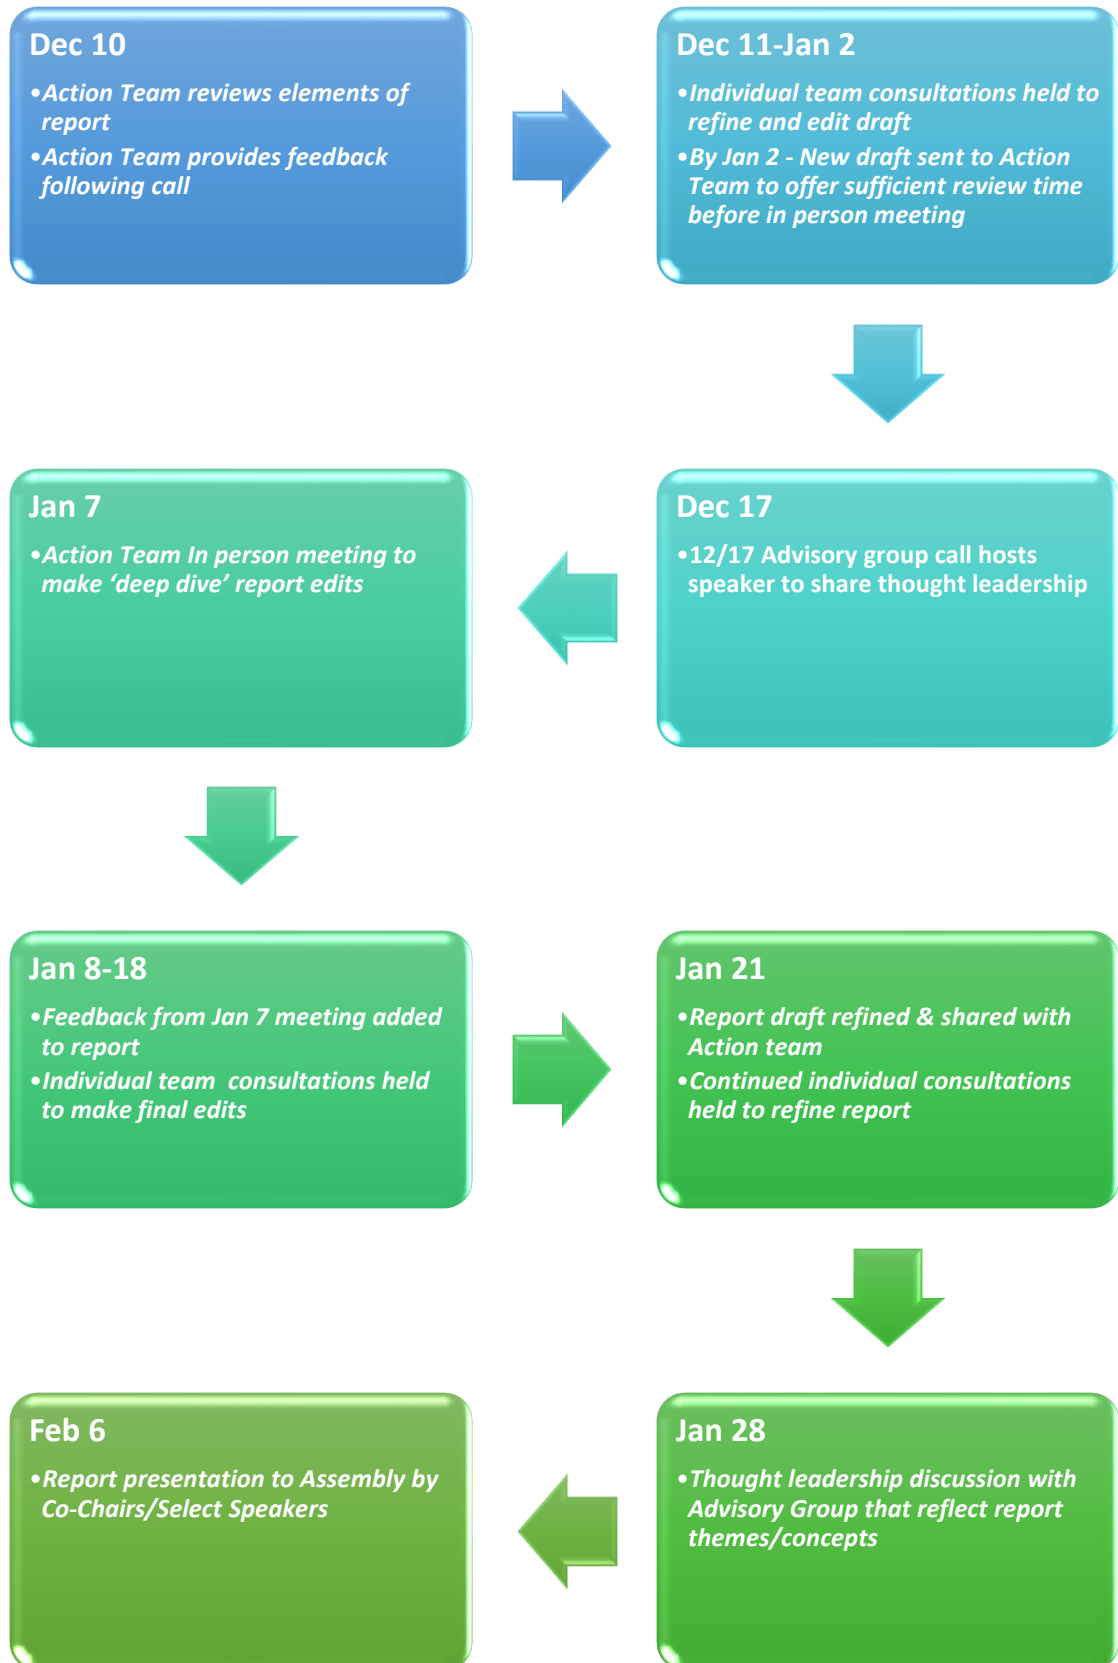 Dec 10
•Action Team reviews elements of
report
•Action Team provides feedback
following call
Dec 11-Jan 2
•Individual team consultations held to
refine and edit draft
•By Jan 2 - New draft sent to Action
Team to offer sufficient review time
before in person meeting
Dec 17
•12/17 Advisory group call hosts
speaker to share thought leadership
Jan 7
•Action Team In person meeting to
make ‘deep dive’ report edits
Jan 8-18
•Feedback from Jan 7 meeting added
to report
•Individual team  consultations held
to make final edits
Jan 21
•Report draft refined & shared with
Action team
•Continued individual consultations
held to refine report
Jan 28
•Thought leadership discussion with
Advisory Group that reflect report
themes/concepts
Feb 6
•Report presentation to Assembly by
Co-Chairs/Select Speakers